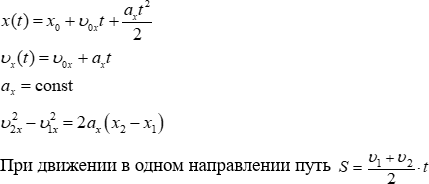 x(t) = x₀ + υ₀ₓt + aₓt²/2
υₓ(t) = υ₀ₓ + aₓt
aₓ = const
υ₂ₓ² − υ₁ₓ² = 2aₓ(x₂ − x₁)
При движении в одном направлении путь S = (υ₁ + υ₂)/2 · t